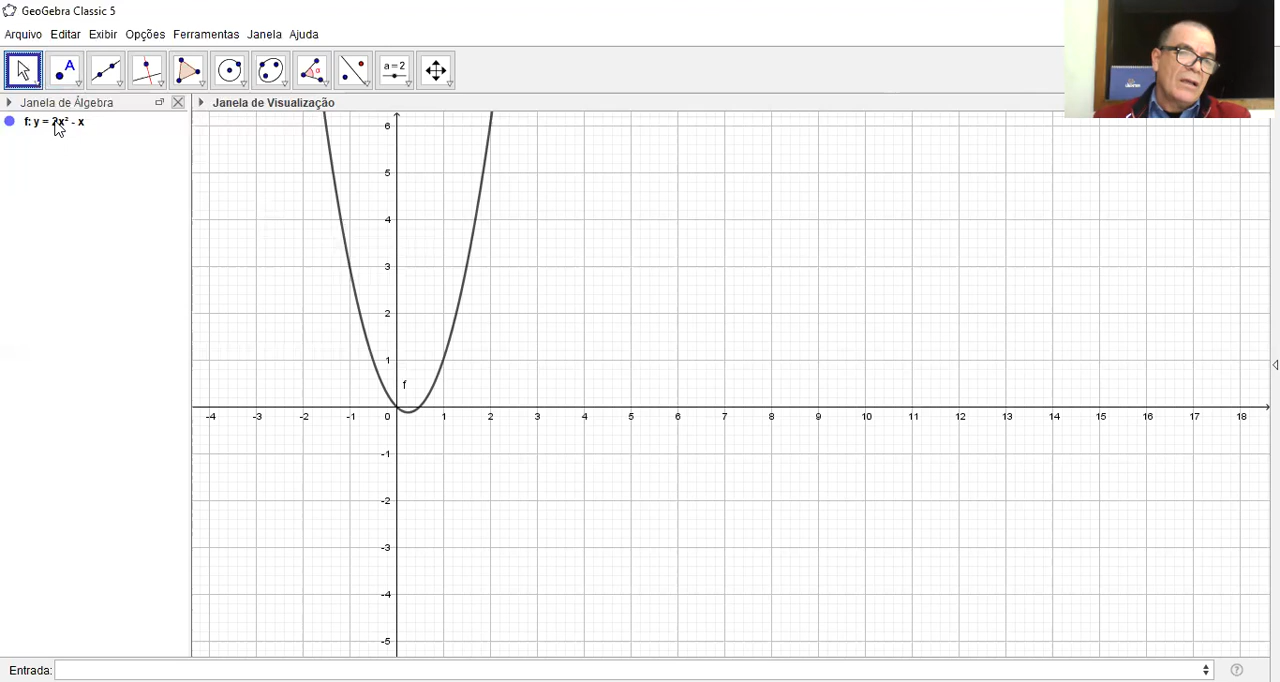 GeoGebra Classic 5
Arquivo Editar Exibir Opções Ferramentas Janela Ajuda
A α a = 2
Janela de Álgebra
Janela de Visualização
f: y = 2x² - x
6
5
4
3
2
1
f
-4 -3 -2 -1 0 1 2 3 4 5 6 7 8 9 10 11 12 13 14 15 16 17 18
-1
-2
-3
-4
-5
Entrada: